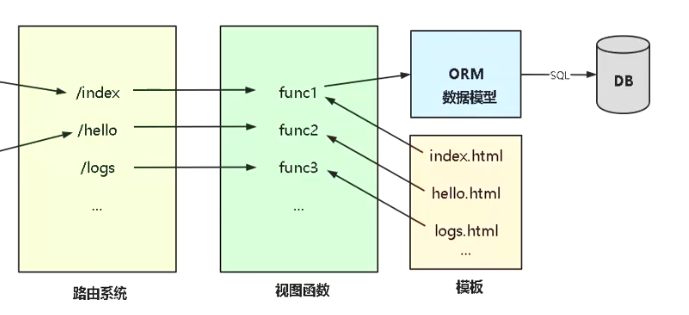 /index
/hello
/logs
...
路由系统
func1
func2
func3
...
视图函数
ORM
数据模型
SQL
DB
index.html
hello.html
logs.html
...
模板